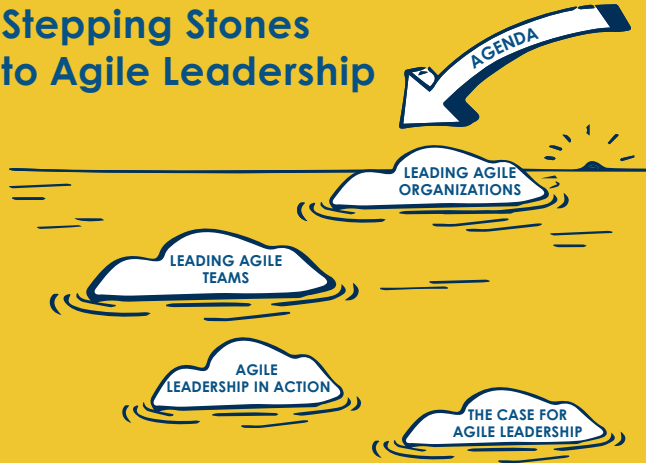 Stepping Stones
to Agile Leadership
AGENDA
LEADING AGILE
ORGANIZATIONS
LEADING AGILE
TEAMS
AGILE
LEADERSHIP IN ACTION
THE CASE FOR
AGILE LEADERSHIP